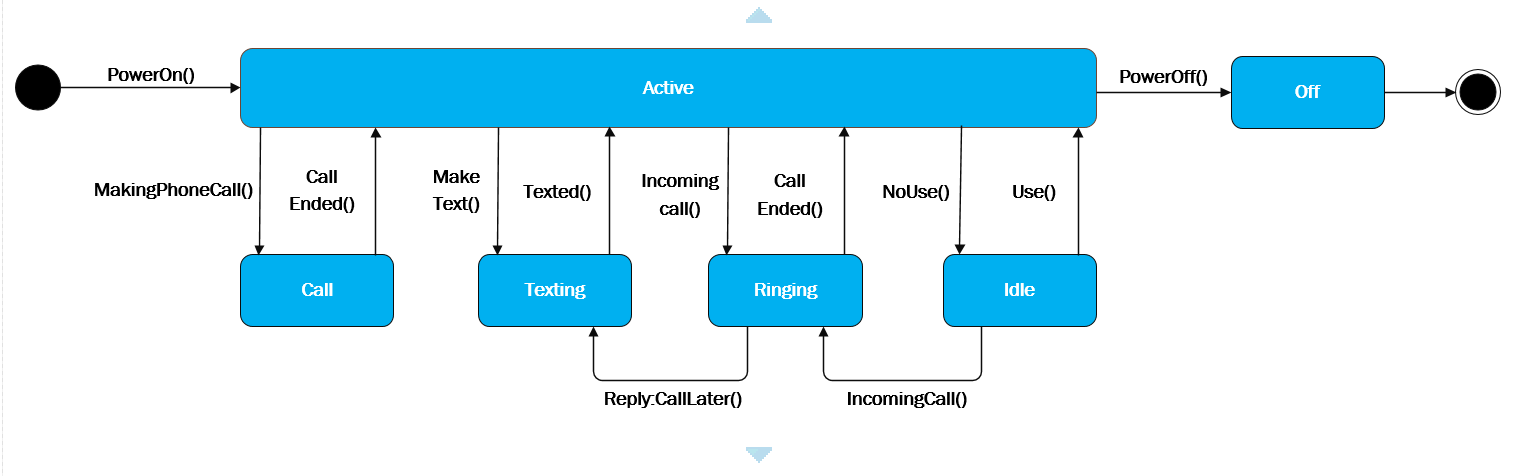 PowerOn()
Active
PowerOff()
Off
MakingPhoneCall()
Call
Ended()
Make
Text()
Texted()
Incoming
call()
Call
Ended()
NoUse()
Use()
Call
Texting
Ringing
Idle
Reply:CallLater()
IncomingCall()